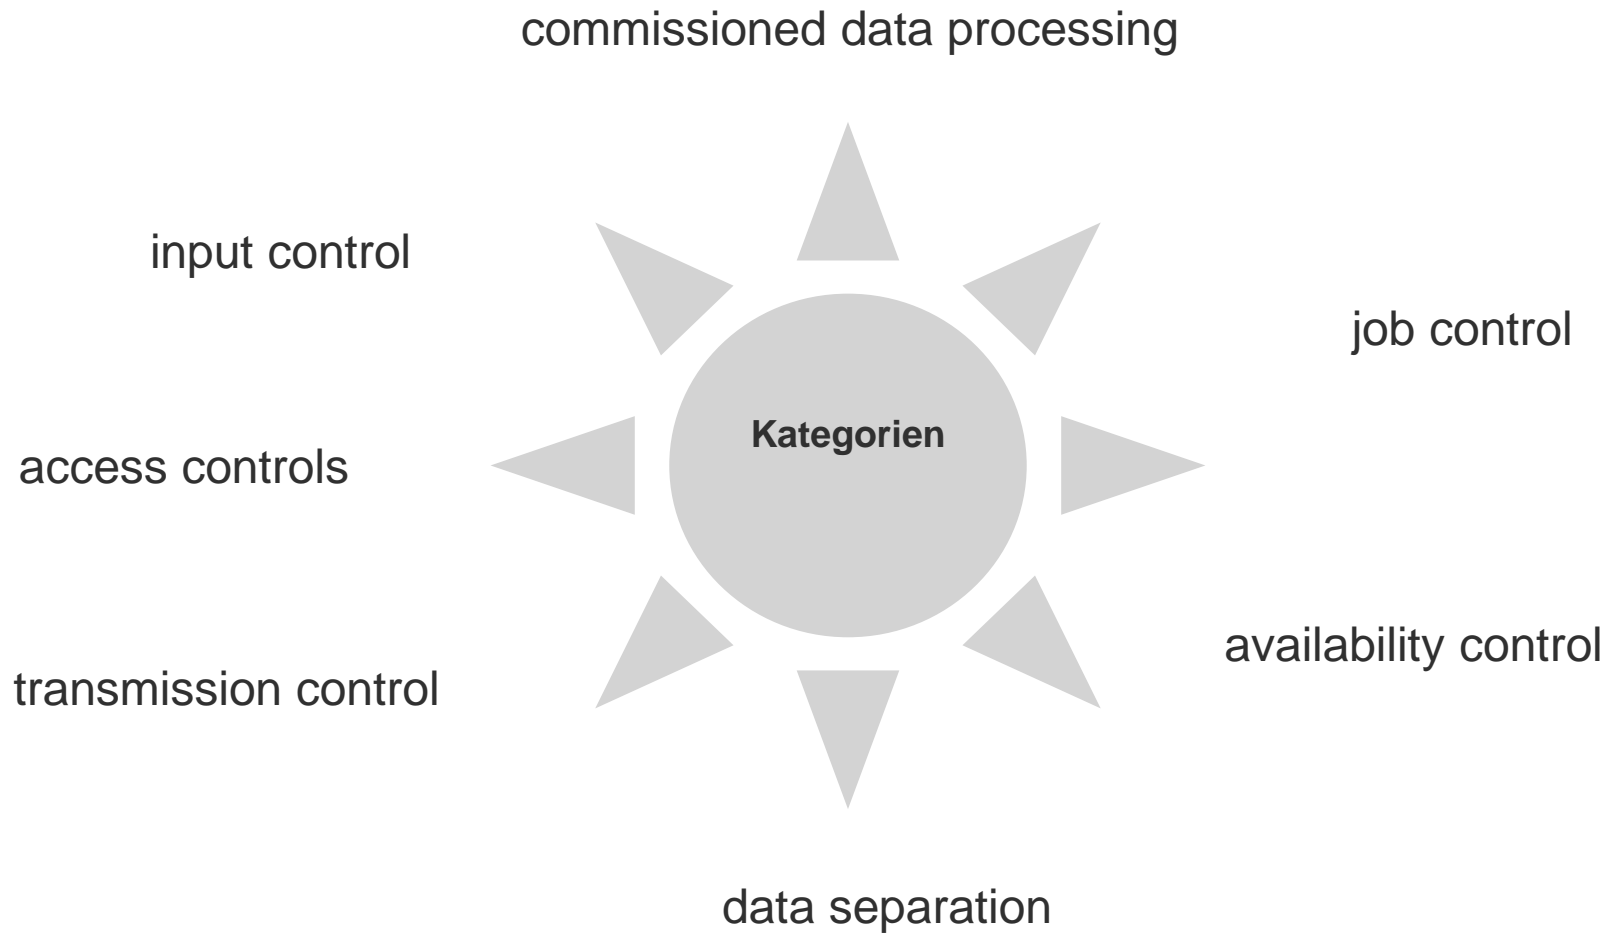 commissioned data processing
input control
job control
Kategorien
access controls
availability control
transmission control
data separation